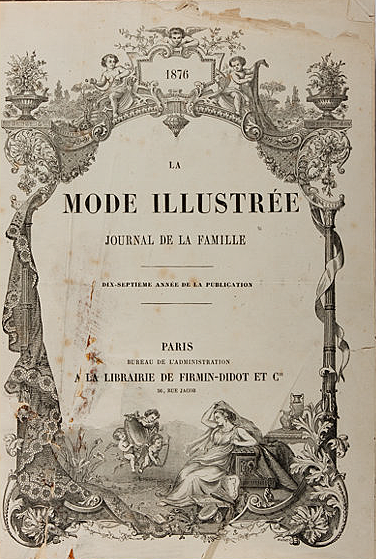 1876
LA
MODE ILLUSTRÉE
JOURNAL DE LA FAMILLE
DIX-SEPTIÈME ANNÉE DE LA PUBLICATION
PARIS
BUREAU DE L'ADMINISTRATION
A LA LIBRAIRIE DE FIRMIN-DIDOT ET Cie
56, RUE JACOB